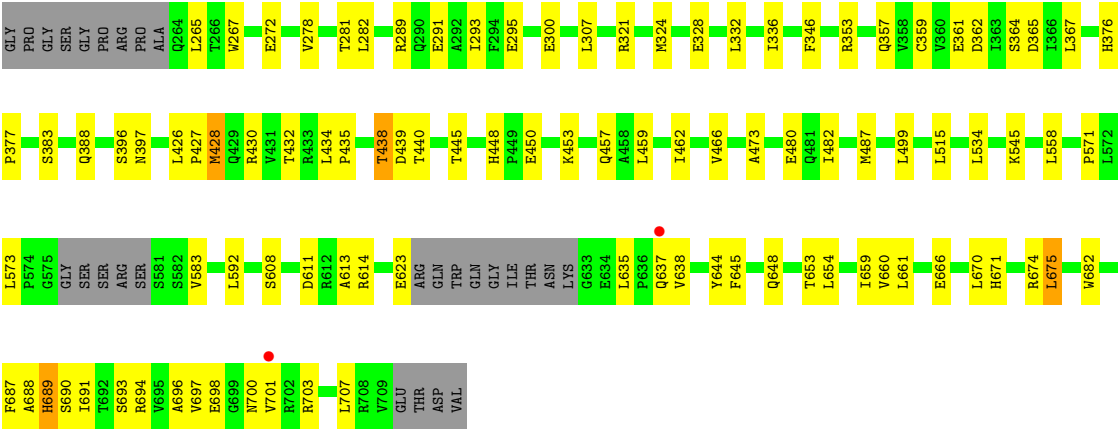 GLY PRO GLY SER GLY PRO ARG PRO ALA Q264 L265 T266 W267 E272 V278 T281 L282 R289 Q290 E291 A292 I293 F294 E295 E300 L307 R321 M324 E328 L332 I336 F346 R353 Q357 V358 C359 V360 E361 D362 I363 S364 D365 I366 L367 H376
P377 S383 Q388 S396 N397 L426 P427 M428 Q429 R430 V431 T432 R433 L434 P435 T438 D439 T440 T445 H448 P449 E450 K453 Q457 A458 L459 I462 V466 A473 E480 Q481 I482 M487 L499 L515 L534 K545 L558 P571 L572
L573 P574 G575 GLY SER SER ARG SER S581 S582 V583 L592 S608 D611 R612 A613 R614 E623 ARG GLN TRP GLN GLY ILE THR ASN LYS G633 E634 L635 P636 Q637 V638 Y644 F645 Q648 T653 L654 I659 V660 L661 E666 L670 H671 R674 L675 W682
F687 A688 H689 S690 I691 T692 S693 R694 V695 A696 V697 E698 G699 N700 V701 R702 R703 L707 R708 V709 GLU THR ASP VAL